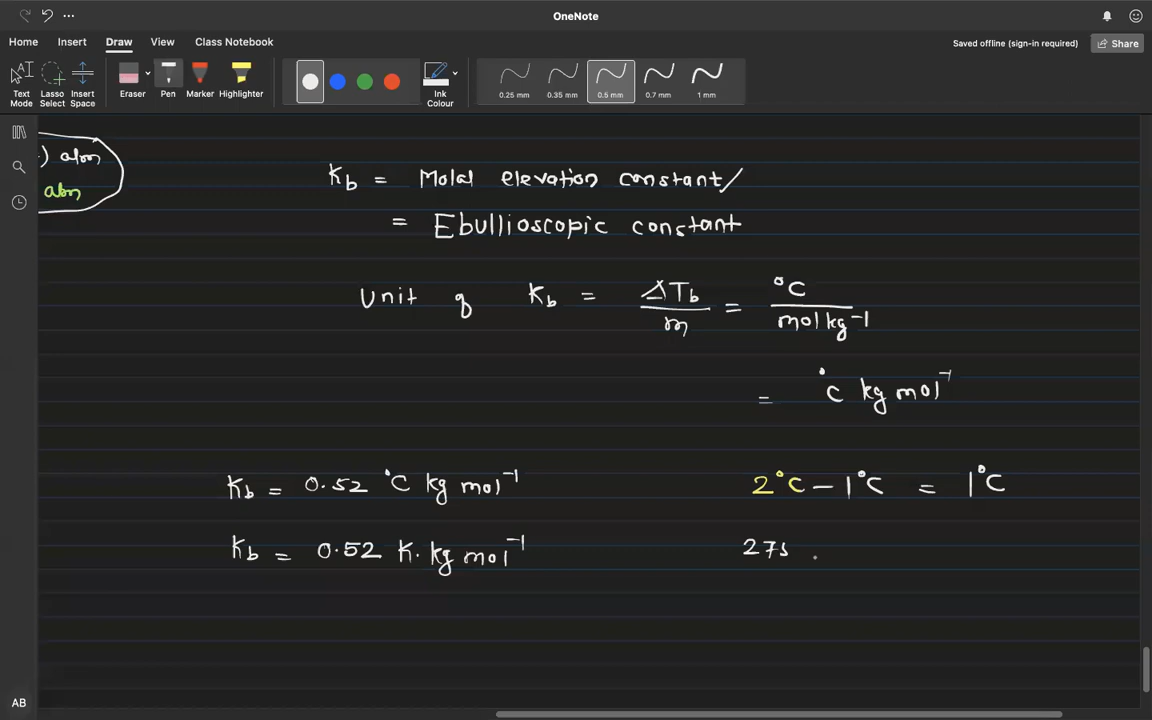 OneNote
Home Insert Draw View Class Notebook
Saved offline (sign-in required) Share
Text Mode Lasso Select Insert Space Eraser Pen Marker Highlighter Ink Colour 0.25 mm 0.35 mm 0.5 mm 0.7 mm 1 mm
) abm
abm
Kb = Molal elevation constant/
= Ebullioscopic constant
Unit of Kb = ΔTb/m = °C/mol kg⁻¹
= °C kg mol⁻¹
Kb = 0.52 °C kg mol⁻¹ 2°C − 1°C = 1°C
Kb = 0.52 K. kg mol⁻¹ 275
AB